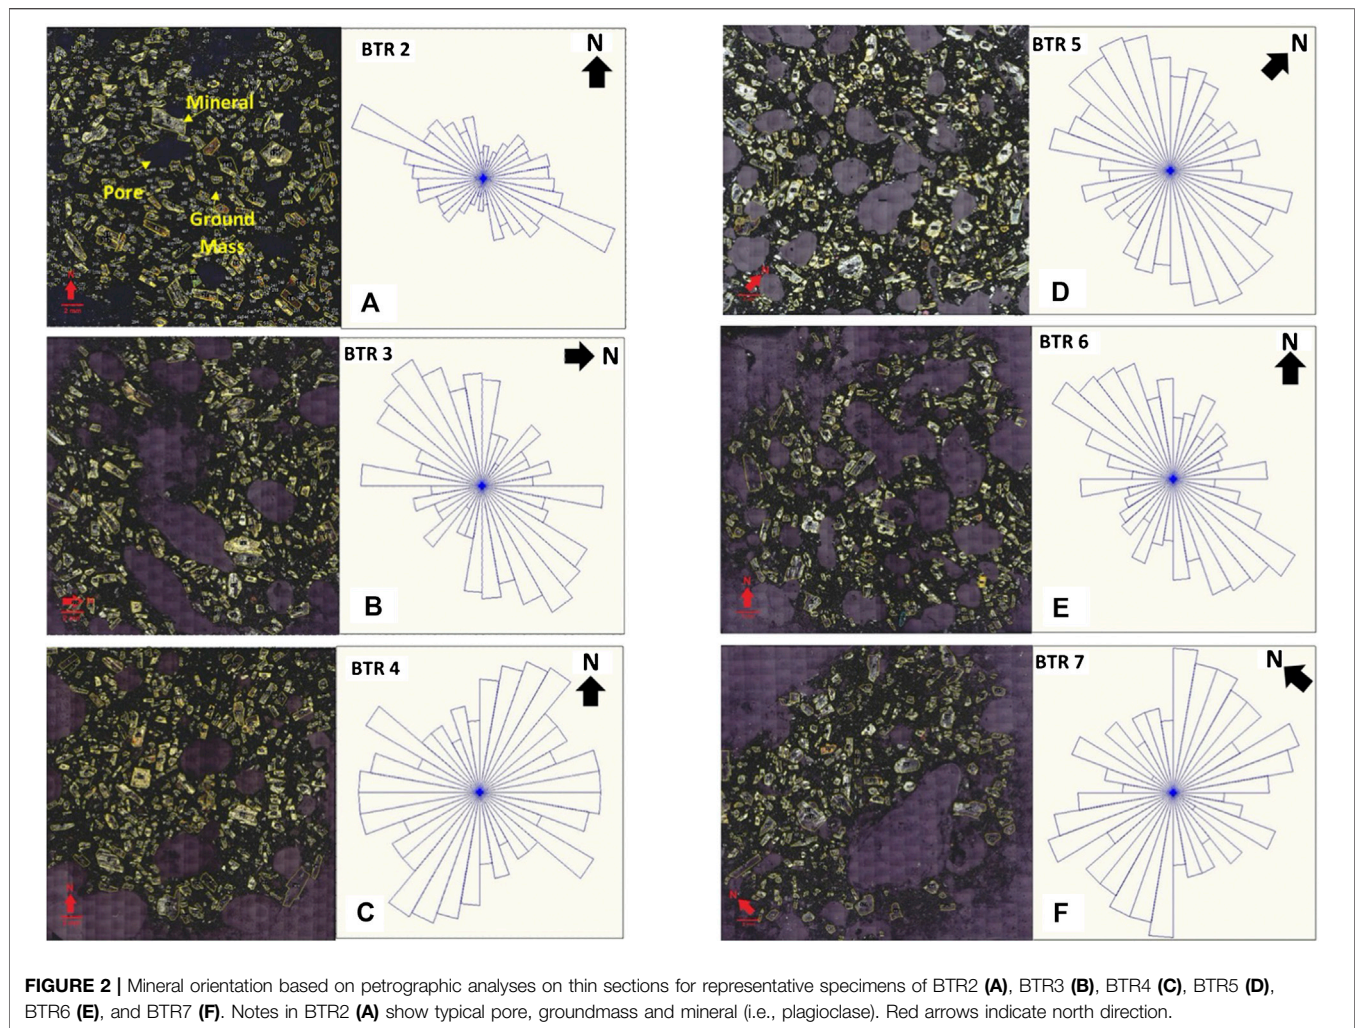 BTR 2
N
Mineral
Pore
Ground
Mass
N
2 mm
A
BTR 3
N
B
BTR 4
N
N
C
BTR 5
N
N
D
BTR 6
N
N
E
BTR 7
N
N
F
FIGURE 2 | Mineral orientation based on petrographic analyses on thin sections for representative specimens of BTR2 (A), BTR3 (B), BTR4 (C), BTR5 (D),
BTR6 (E), and BTR7 (F). Notes in BTR2 (A) show typical pore, groundmass and mineral (i.e., plagioclase). Red arrows indicate north direction.